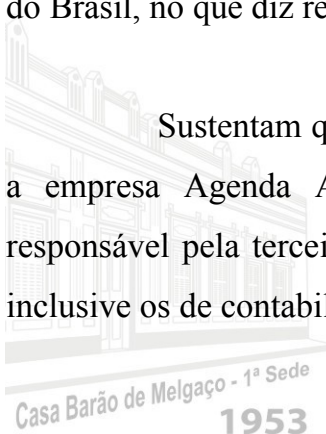 do Brasil, no que diz re
Sustentam q
a empresa Agenda A
responsável pela tercei
inclusive os de contabil
Casa Barão de Melgaço - 1ª Sede
1953